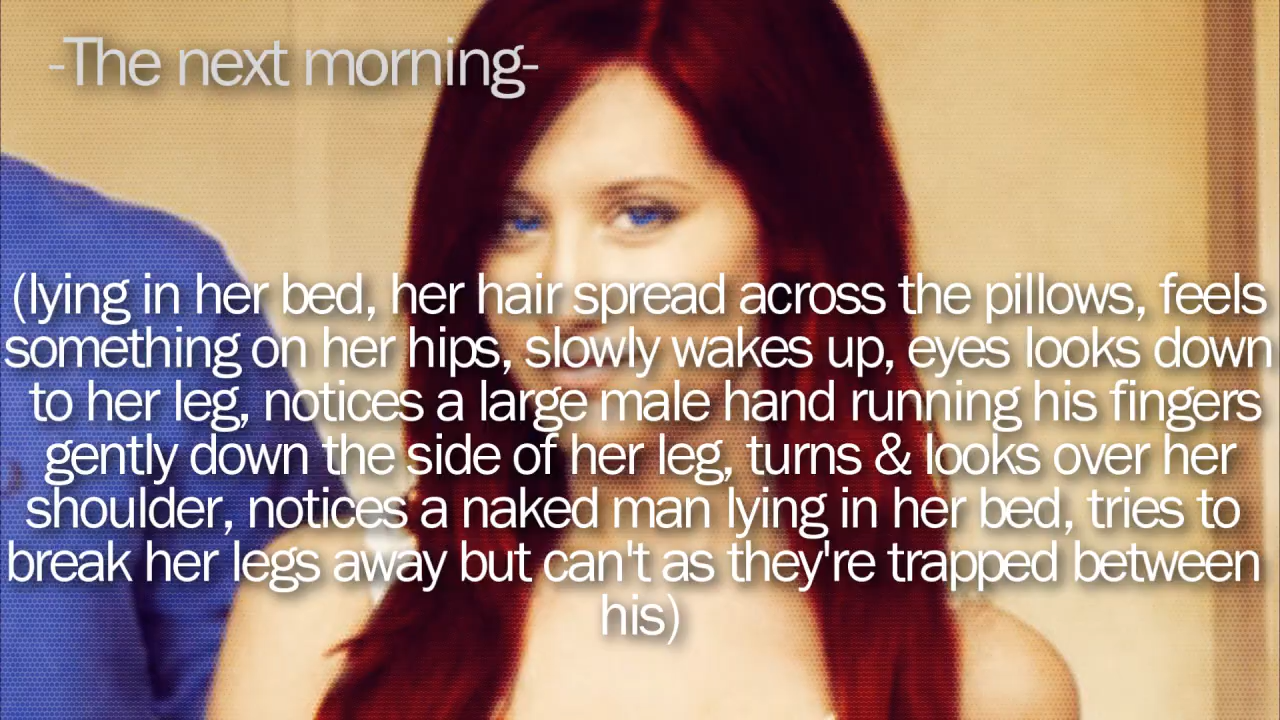 -The next morning-
(lying in her bed, her hair spread across the pillows, feels
something on her hips, slowly wakes up, eyes looks down
to her leg, notices a large male hand running his fingers
gently down the side of her leg, turns & looks over her
shoulder, notices a naked man lying in her bed, tries to
break her legs away but can't as they're trapped between
his)